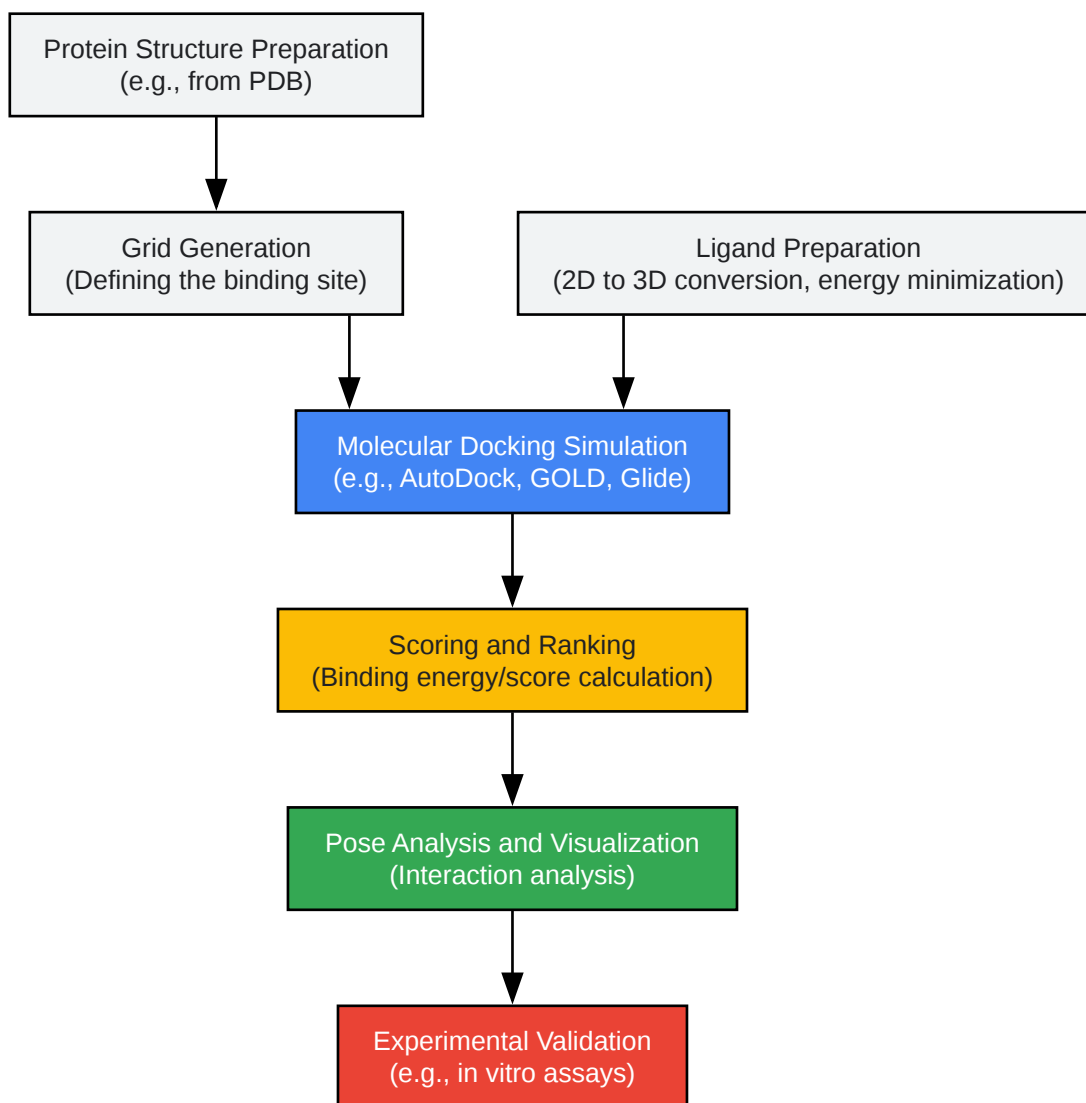 Protein Structure Preparation
(e.g., from PDB)
Grid Generation
(Defining the binding site)
Ligand Preparation
(2D to 3D conversion, energy minimization)
Molecular Docking Simulation
(e.g., AutoDock, GOLD, Glide)
Scoring and Ranking
(Binding energy/score calculation)
Pose Analysis and Visualization
(Interaction analysis)
Experimental Validation
(e.g., in vitro assays)